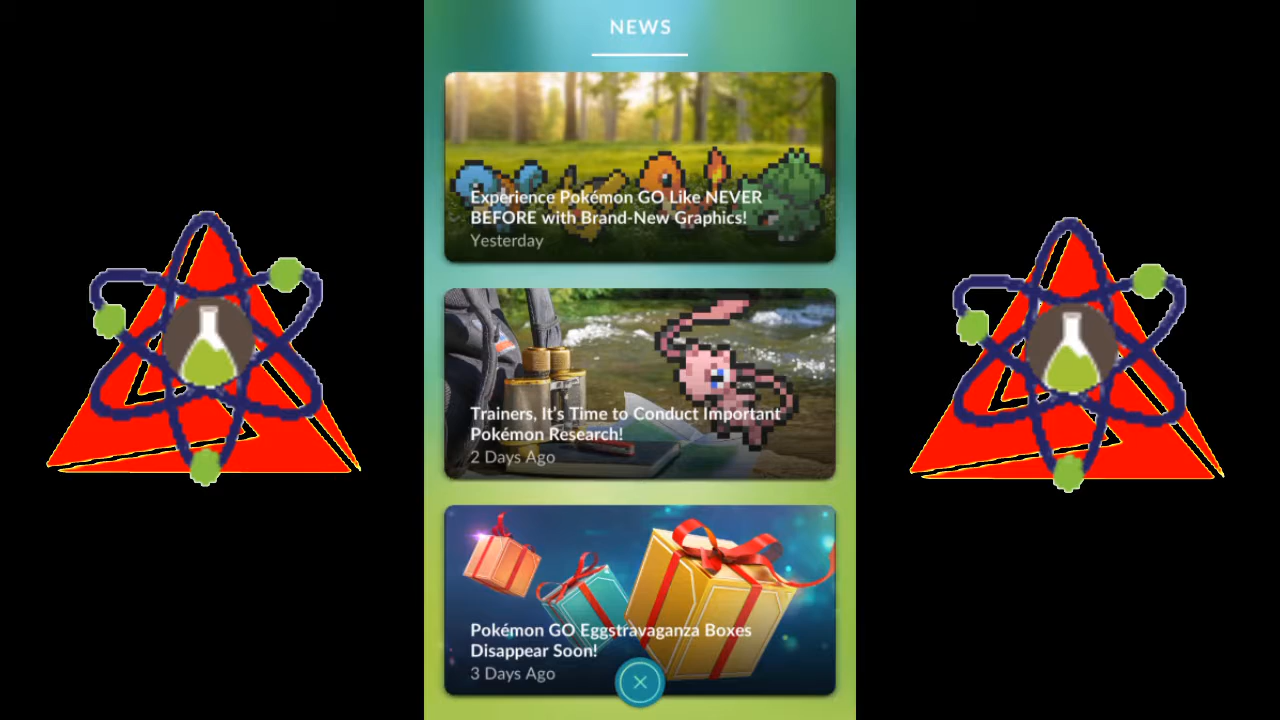 NEWS
Experience Pokémon GO Like NEVER
BEFORE with Brand-New Graphics!
Yesterday
Trainers, It's Time to Conduct Important
Pokémon Research!
2 Days Ago
Pokémon GO Eggstravaganza Boxes
Disappear Soon!
3 Days Ago